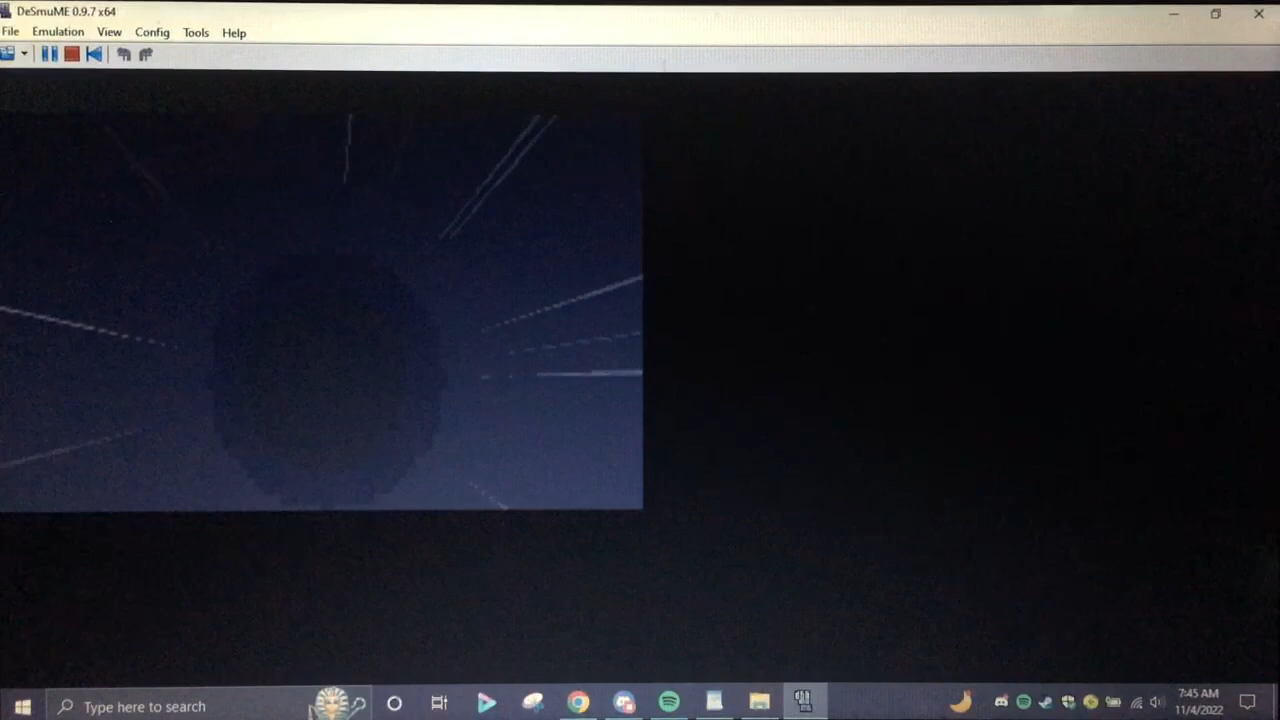 DeSmuME 0.9.7 x64
File Emulation View Config Tools Help
Type here to search
7:45 AM
11/4/2022